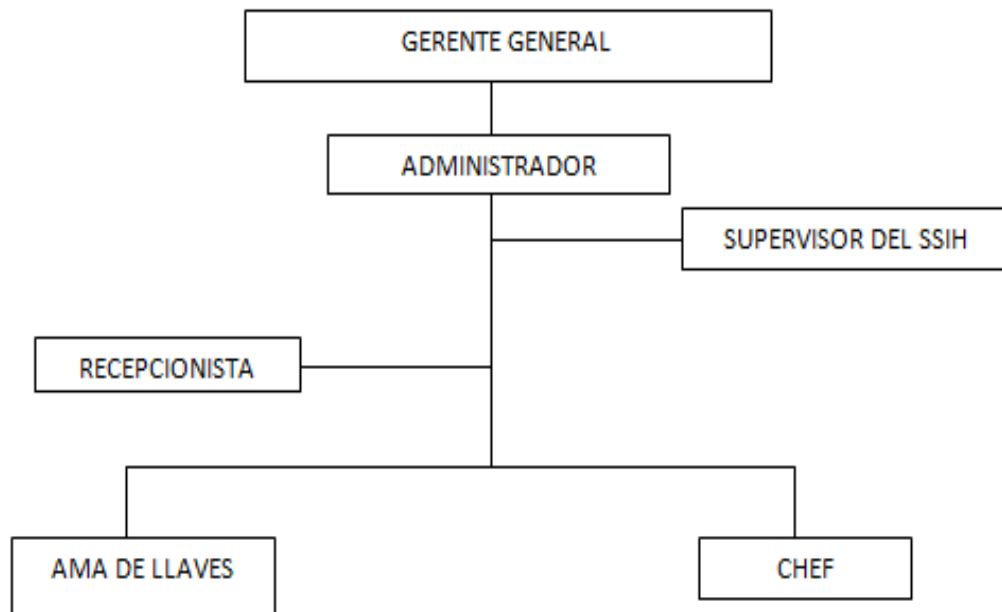 GERENTE GENERAL
ADMINISTRADOR
SUPERVISOR DEL SSIH
RECEPCIONISTA
AMA DE LLAVES
CHEF